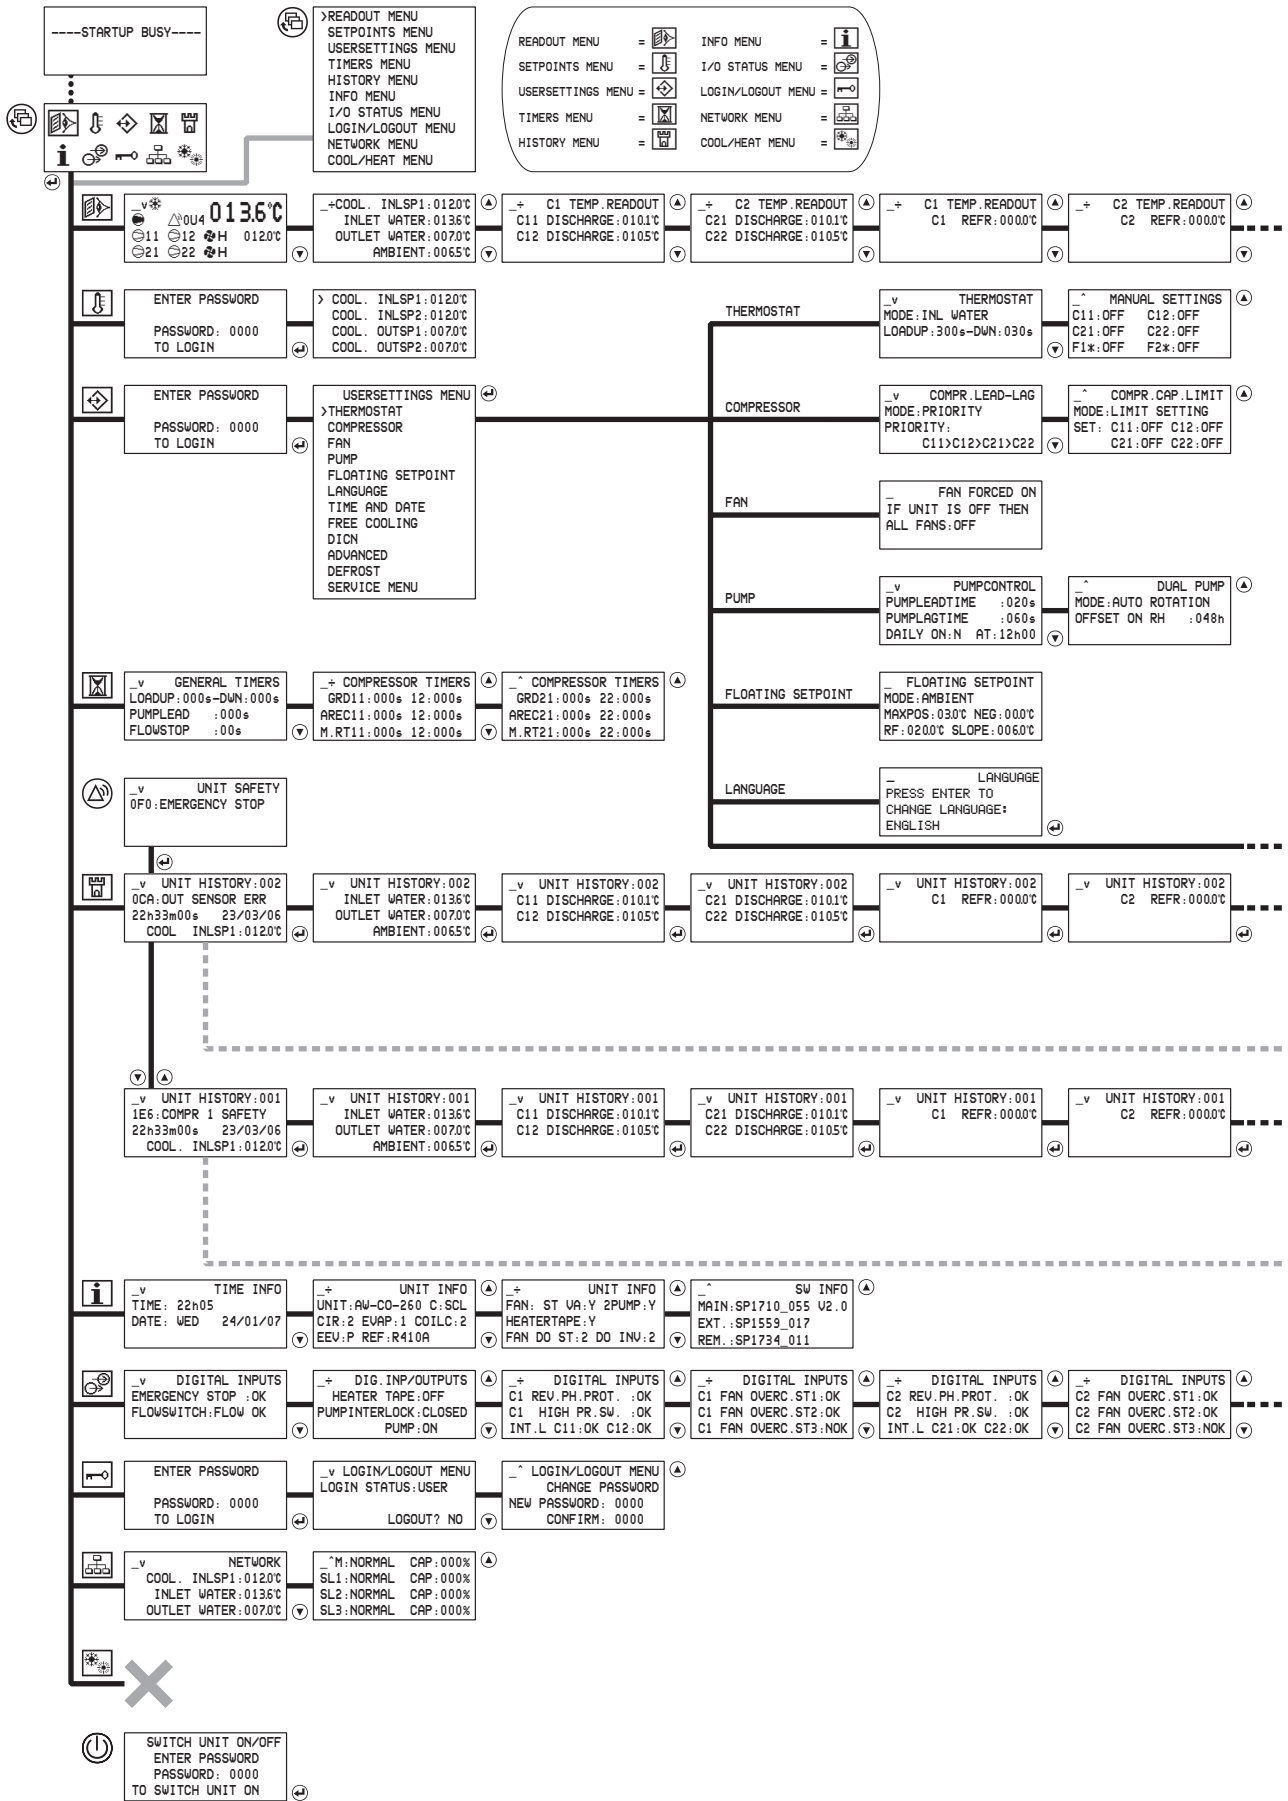 ----STARTUP BUSY----
>READOUT MENU
SETPOINTS MENU
USERSETTINGS MENU
TIMERS MENU
HISTORY MENU
INFO MENU
I/O STATUS MENU
LOGIN/LOGOUT MENU
NETWORK MENU
COOL/HEAT MENU
READOUT MENU =
SETPOINTS MENU =
USERSETTINGS MENU =
TIMERS MENU =
HISTORY MENU =
INFO MENU = i
I/O STATUS MENU =
LOGIN/LOGOUT MENU =
NETWORK MENU =
COOL/HEAT MENU =
i
_v
0U4 013.6°C
11 12 H 012.0°C
21 22 H
_÷COOL. INLSP1:012.0°C
INLET WATER:013.6°C
OUTLET WATER:007.0°C
AMBIENT:006.5°C
_÷ C1 TEMP.READOUT
C11 DISCHARGE:010.1°C
C12 DISCHARGE:010.5°C
_÷ C2 TEMP.READOUT
C21 DISCHARGE:010.1°C
C22 DISCHARGE:010.5°C
_÷ C1 TEMP.READOUT
C1 REFR:000.0°C
_÷ C2 TEMP.READOUT
C2 REFR:000.0°C
ENTER PASSWORD
PASSWORD: 0000
TO LOGIN
> COOL. INLSP1:012.0°C
COOL. INLSP2:012.0°C
COOL. OUTSP1:007.0°C
COOL. OUTSP2:007.0°C
THERMOSTAT
_v THERMOSTAT
MODE:INL WATER
LOADUP:300s-DWN:030s
_^ MANUAL SETTINGS
C11:OFF C12:OFF
C21:OFF C22:OFF
F1*:OFF F2*:OFF
ENTER PASSWORD
PASSWORD: 0000
TO LOGIN
USERSETTINGS MENU
>THERMOSTAT
COMPRESSOR
FAN
PUMP
FLOATING SETPOINT
LANGUAGE
TIME AND DATE
FREE COOLING
DICN
ADVANCED
DEFROST
SERVICE MENU
COMPRESSOR
_v COMPR.LEAD-LAG
MODE:PRIORITY
PRIORITY:
C11>C12>C21>C22
_^ COMPR.CAP.LIMIT
MODE:LIMIT SETTING
SET: C11:OFF C12:OFF
C21:OFF C22:OFF
FAN
_ FAN FORCED ON
IF UNIT IS OFF THEN
ALL FANS:OFF
PUMP
_v PUMPCONTROL
PUMPLEADTIME :020s
PUMPLAGTIME :060s
DAILY ON:N AT:12h00
_^ DUAL PUMP
MODE:AUTO ROTATION
OFFSET ON RH :048h
_v GENERAL TIMERS
LOADUP:000s-DWN:000s
PUMPLEAD :000s
FLOWSTOP :00s
_÷ COMPRESSOR TIMERS
GRD11:000s 12:000s
AREC11:000s 12:000s
M.RT11:000s 12:000s
_^ COMPRESSOR TIMERS
GRD21:000s 22:000s
AREC21:000s 22:000s
M.RT21:000s 22:000s
FLOATING SETPOINT
_ FLOATING SETPOINT
MODE:AMBIENT
MAXPOS:03.0°C NEG:00.0°C
RF:020.0°C SLOPE:006.0°C
_v UNIT SAFETY
0F0:EMERGENCY STOP
LANGUAGE
_ LANGUAGE
PRESS ENTER TO
CHANGE LANGUAGE:
ENGLISH
_v UNIT HISTORY:002
0CA:OUT SENSOR ERR
22h33m00s 23/03/06
COOL INLSP1:012.0°C
_v UNIT HISTORY:002
INLET WATER:013.6°C
OUTLET WATER:007.0°C
AMBIENT:006.5°C
_v UNIT HISTORY:002
C11 DISCHARGE:010.1°C
C12 DISCHARGE:010.5°C
_v UNIT HISTORY:002
C21 DISCHARGE:010.1°C
C22 DISCHARGE:010.5°C
_v UNIT HISTORY:002
C1 REFR:000.0°C
_v UNIT HISTORY:002
C2 REFR:000.0°C
_v UNIT HISTORY:001
1E6:COMPR 1 SAFETY
22h33m00s 23/03/06
COOL. INLSP1:012.0°C
_v UNIT HISTORY:001
INLET WATER:013.6°C
OUTLET WATER:007.0°C
AMBIENT:006.5°C
_v UNIT HISTORY:001
C11 DISCHARGE:010.1°C
C12 DISCHARGE:010.5°C
_v UNIT HISTORY:001
C21 DISCHARGE:010.1°C
C22 DISCHARGE:010.5°C
_v UNIT HISTORY:001
C1 REFR:000.0°C
_v UNIT HISTORY:001
C2 REFR:000.0°C
i
_v TIME INFO
TIME: 22h05
DATE: WED 24/01/07
_÷ UNIT INFO
UNIT:AW-CO-260 C:SCL
CIR:2 EVAP:1 COILC:2
EEV:P REF:R410A
_÷ UNIT INFO
FAN: ST VA:Y 2PUMP:Y
HEATERTAPE:Y
FAN DO ST:2 DO INV:2
_^ SW INFO
MAIN:SP1710_055 V2.0
EXT.:SP1559_017
REM.:SP1734_011
_v DIGITAL INPUTS
EMERGENCY STOP :OK
FLOWSWITCH:FLOW OK
_÷ DIG.INP/OUTPUTS
HEATER TAPE:OFF
PUMPINTERLOCK:CLOSED
PUMP:ON
_÷ DIGITAL INPUTS
C1 REV.PH.PROT. :OK
C1 HIGH PR.SW. :OK
INT.L C11:OK C12:OK
_÷ DIGITAL INPUTS
C1 FAN OVERC.ST1:OK
C1 FAN OVERC.ST2:OK
C1 FAN OVERC.ST3:NOK
_÷ DIGITAL INPUTS
C2 REV.PH.PROT. :OK
C2 HIGH PR.SW. :OK
INT.L C21:OK C22:OK
_÷ DIGITAL INPUTS
C2 FAN OVERC.ST1:OK
C2 FAN OVERC.ST2:OK
C2 FAN OVERC.ST3:NOK
ENTER PASSWORD
PASSWORD: 0000
TO LOGIN
_v LOGIN/LOGOUT MENU
LOGIN STATUS:USER
LOGOUT? NO
_^ LOGIN/LOGOUT MENU
CHANGE PASSWORD
NEW PASSWORD: 0000
CONFIRM: 0000
_v NETWORK
COOL. INLSP1:012.0°C
INLET WATER:013.6°C
OUTLET WATER:007.0°C
_^M:NORMAL CAP:000%
SL1:NORMAL CAP:000%
SL2:NORMAL CAP:000%
SL3:NORMAL CAP:000%
SWITCH UNIT ON/OFF
ENTER PASSWORD
PASSWORD: 0000
TO SWITCH UNIT ON